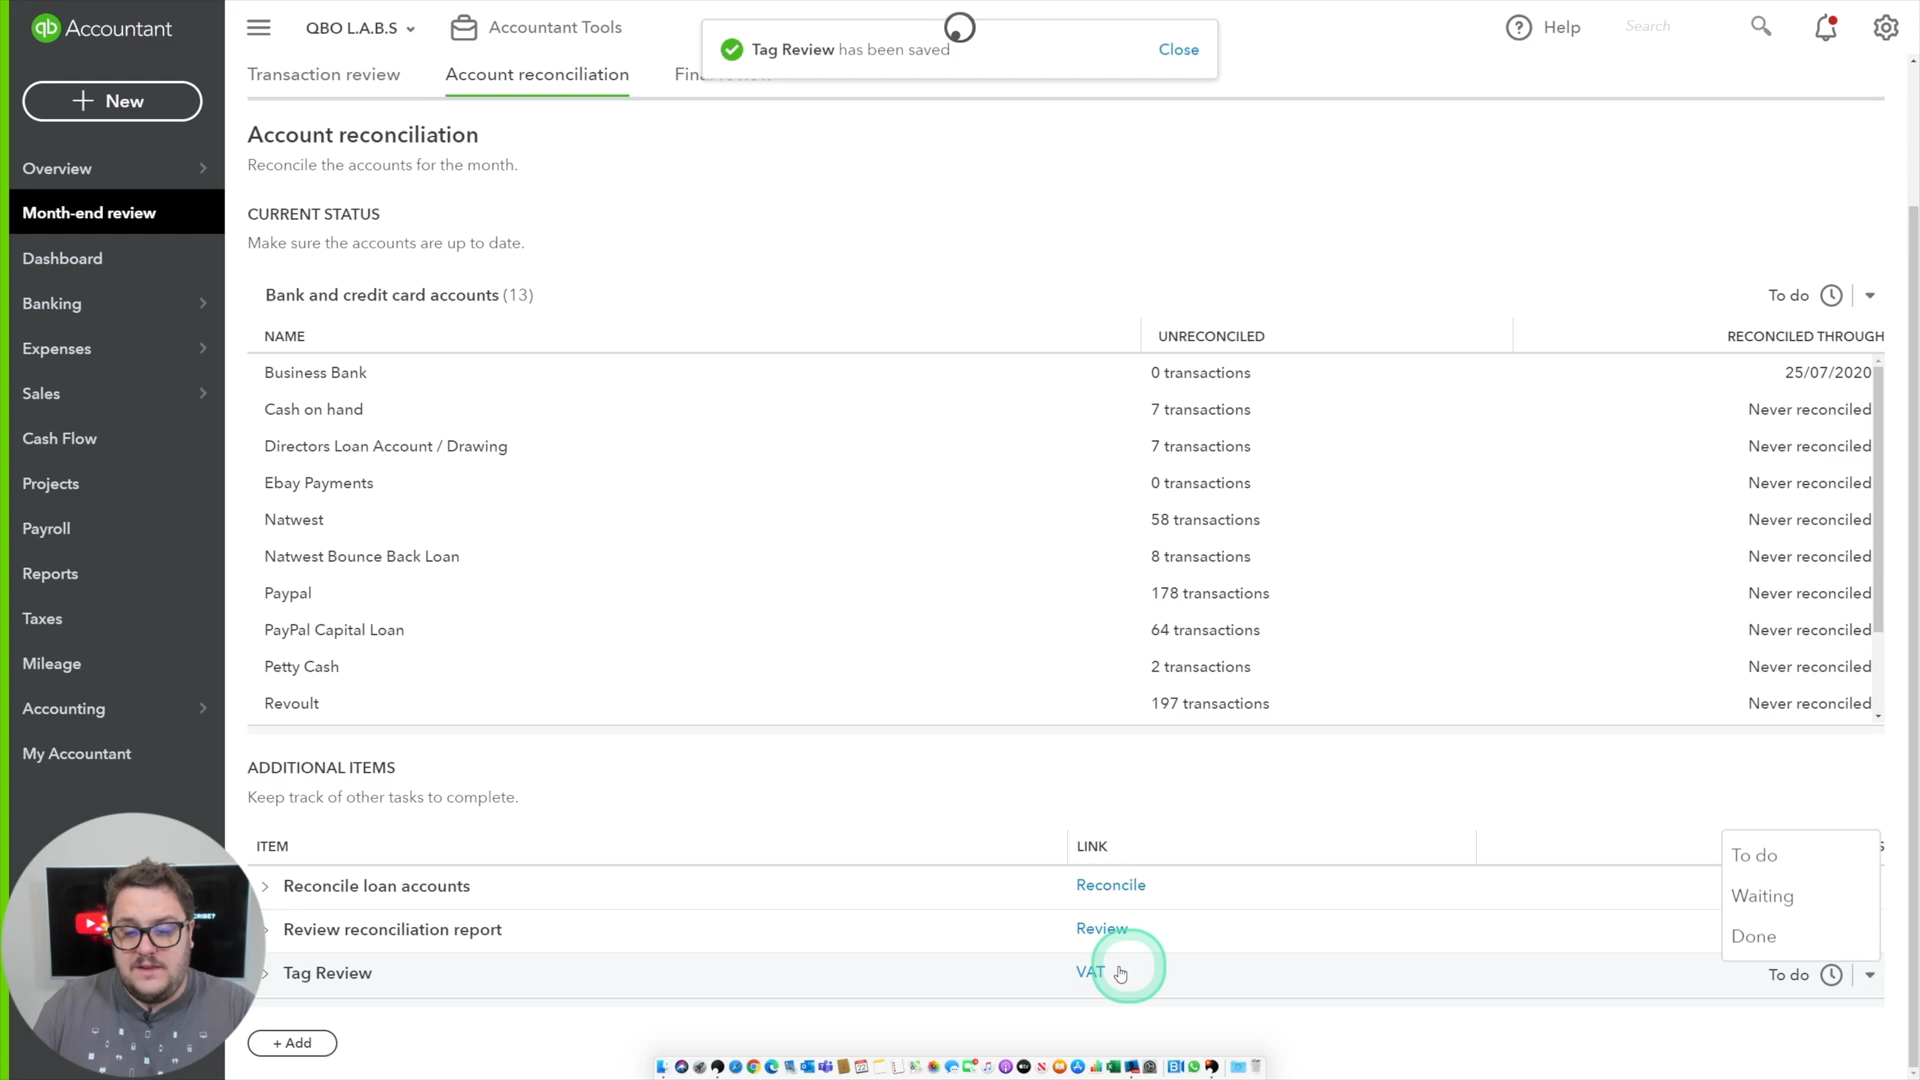 qb Accountant
QBO L.A.B.S
Accountant Tools
Tag Review has been saved
Close
Help
Search
New
Transaction review
Account reconciliation
Overview
Month-end review
Dashboard
Banking
Expenses
Sales
Cash Flow
Projects
Payroll
Reports
Taxes
Mileage
Accounting
My Accountant
Account reconciliation
Reconcile the accounts for the month.
CURRENT STATUS
Make sure the accounts are up to date.
Bank and credit card accounts (13)
To do
NAME UNRECONCILED RECONCILED THROUGH
Business Bank 0 transactions 25/07/2020
Cash on hand 7 transactions Never reconciled
Directors Loan Account / Drawing 7 transactions Never reconciled
Ebay Payments 0 transactions Never reconciled
Natwest 58 transactions Never reconciled
Natwest Bounce Back Loan 8 transactions Never reconciled
Paypal 178 transactions Never reconciled
PayPal Capital Loan 64 transactions Never reconciled
Petty Cash 2 transactions Never reconciled
Revoult 197 transactions Never reconciled
ADDITIONAL ITEMS
Keep track of other tasks to complete.
ITEM LINK
To do
Reconcile loan accounts Reconcile
Waiting
Review reconciliation report Review
Done
Tag Review VAT To do
+ Add